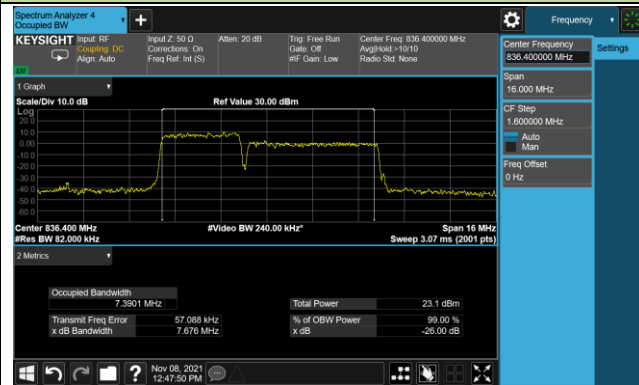 Spectrum Analyzer 4
Occupied BW
Frequency
KEYSIGHT
Input: RF
Coupling: DC
Align: Auto
Input Z: 50 Ω
Corrections: On
Freq Ref: Int (S)
Atten: 20 dB
Trig: Free Run
Gate: Off
#IF Gain: Low
Center Freq: 836.400000 MHz
Avg|Hold:>10/10
Radio Std: None
Center Frequency
836.400000 MHz
Settings
Span
16.000 MHz
CF Step
1.600000 MHz
Auto
Man
Freq Offset
0 Hz
1 Graph
Scale/Div 10.0 dB
Ref Value 30.00 dBm
Log
20.0
10.0
0.00
-10.0
-20.0
-30.0
-40.0
-50.0
-60.0
Center 836.400 MHz
#Video BW 240.00 kHz*
Span 16 MHz
#Res BW 82.000 kHz
Sweep 3.07 ms (2001 pts)
2 Metrics
Occupied Bandwidth
7.3901 MHz
Total Power
23.1 dBm
Transmit Freq Error
57.088 kHz
% of OBW Power
99.00 %
x dB Bandwidth
7.676 MHz
x dB
-26.00 dB
Nov 08, 2021
12:47:50 PM